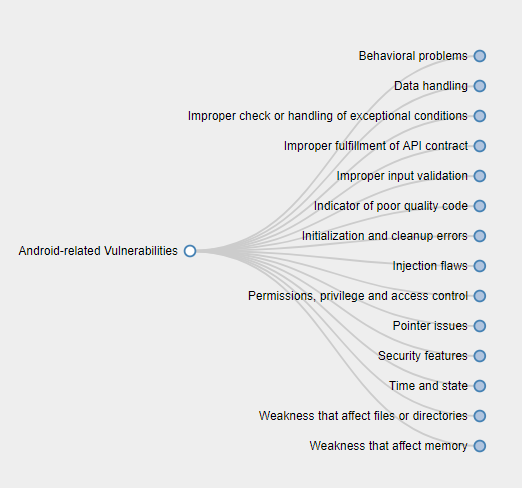 Behavioral problems
Data handling
Improper check or handling of exceptional conditions
Improper fulfillment of API contract
Improper input validation
Indicator of poor quality code
Initialization and cleanup errors
Android-related Vulnerabilities
Injection flaws
Permissions, privilege and access control
Pointer issues
Security features
Time and state
Weakness that affect files or directories
Weakness that affect memory